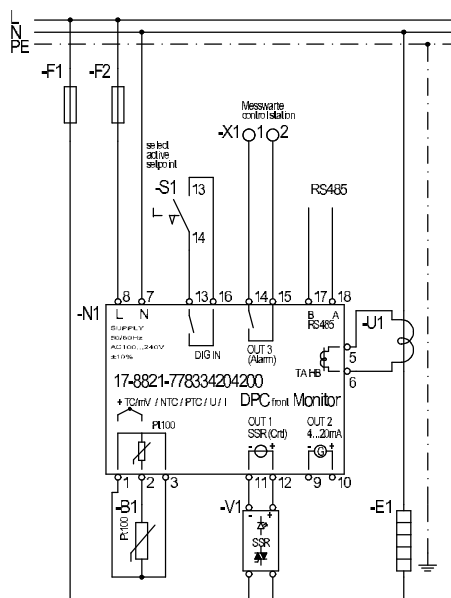 L
N
PE
-F1
-F2
Messwarte
control station
-X1 1 2
select
active
setpoint
-S1 13
14
RS485
8 7 13 16 14 15 17 18
-N1
L N
B A
RS485
-U1
SUPPLY
50/60Hz
AC100...240V
±10%
DIG IN
OUT 3
(Alarm)
5
TA HB
6
17-8821-778334204200 DPC front Monitor
+ TC/mV / NTC / PTC / U / I
OUT 1
SSR (Cntl)
OUT 2
4...20mA
Pt100
- +
- +
G
1 2 3 11 12 9 10
-B1
Pt100
-V1
- +
SSR
-E1